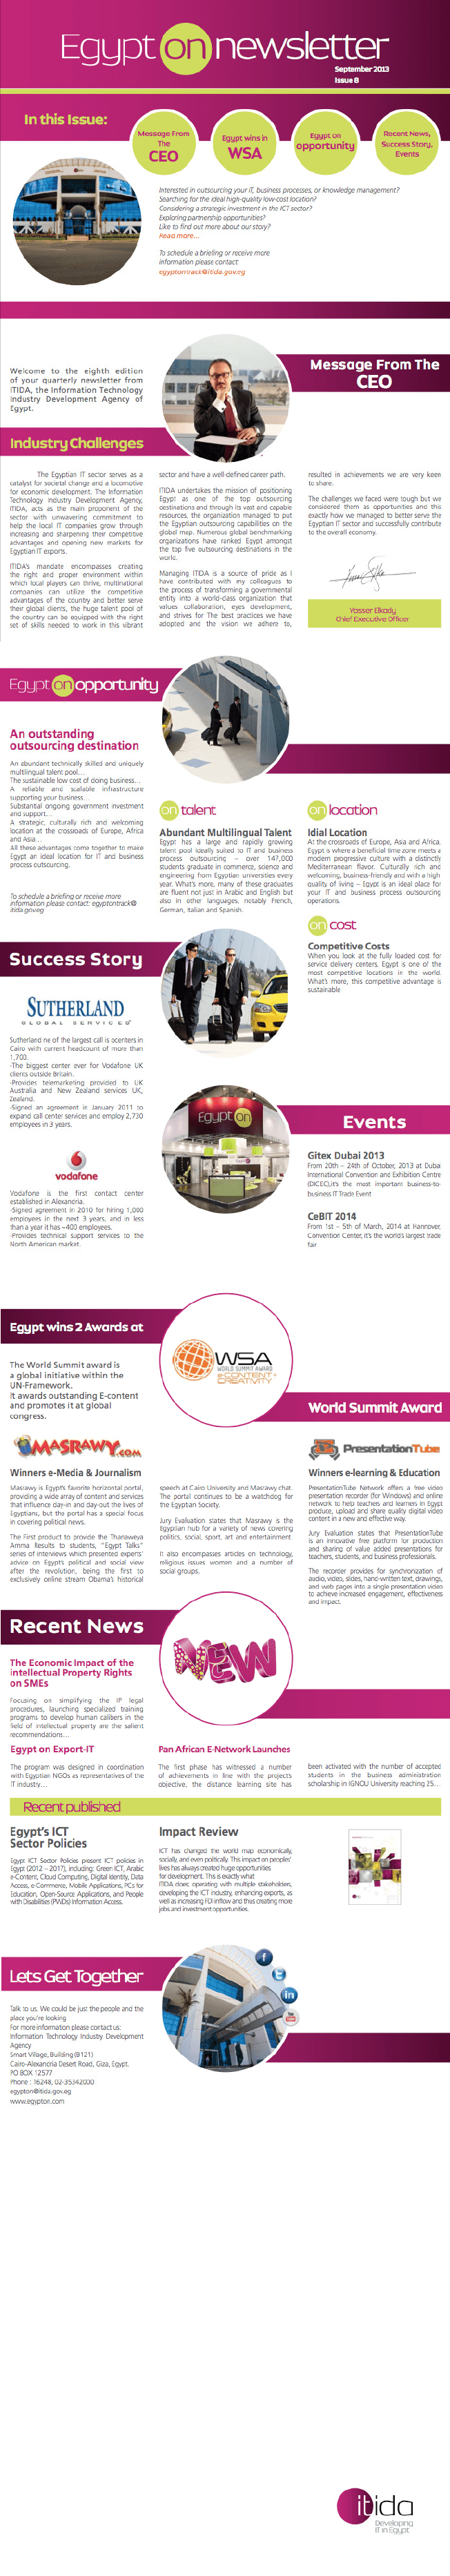 Egypt on newsletter
September 2013
Issue 8
In this Issue:
Message From
The
CEO
Egypt wins in
WSA
Egypt on
opportunity
Recent News,
Success Story,
Events
Interested in outsourcing your IT, business processes, or knowledge management?
Searching for the ideal high-quality low-cost location?
Considering a strategic investment in the ICT sector?
Exploring partnership opportunities?
Like to find out more about our story?
Read more...
To schedule a briefing or receive more
information please contact:
egyptontrack@itida.gov.eg
Welcome to the eighth edition
of your quarterly newsletter from
ITIDA, the Information Technology
Industry Development Agency of
Egypt.
Message From The
CEO
Industry Challenges
The Egyptian IT sector serves as a
catalyst for societal change and a locomotive
for economic development. The Information
Technology Industry Development Agency,
ITIDA, acts as the main proponent of the
sector with unwavering commitment to
help the local IT companies grow through
increasing and sharpening their competitive
advantages and opening new markets for
Egyptian IT exports.
ITIDA's mandate encompasses creating
the right and proper environment within
which local players can thrive, multinational
companies can utilize the competitive
advantages of the country and better serve
their global clients, the huge talent pool of
the country can be equipped with the right
set of skills needed to work in this vibrant
sector and have a well-defined career path.
ITIDA undertakes the mission of positioning
Egypt as one of the top outsourcing
destinations and through its vast and capable
resources, the organization managed to put
the Egyptian outsourcing capabilities on the
global map. Numerous global benchmarking
organizations have ranked Egypt amongst
the top five outsourcing destinations in the
world.
Managing ITIDA is a source of pride as I
have contributed with my colleagues to
the process of transforming a governmental
entity into a world-class organization that
values collaboration, eyes development,
and strives for The best practices we have
adopted and the vision we adhere to,
resulted in achievements we are very keen
to share.
The challenges we faced were tough but we
considered them as opportunities and this
exactly how we managed to better serve the
Egyptian IT sector and successfully contribute
to the overall economy.
Yasser Elkady
Chief Executive Officer
Egypt on opportunity
An outstanding
outsourcing destination
An abundant technically skilled and uniquely
multilingual talent pool...
The sustainable low cost of doing business...
A reliable and scalable infrastructure
supporting your business...
Substantial ongoing government investment
and support...
A strategic, culturally rich and welcoming
location at the crossroads of Europe, Africa
and Asia...
All these advantages come together to make
Egypt an ideal location for IT and business
process outsourcing.
To schedule a briefing or receive more
information please contact: egyptontrack@
itida.gov.eg
on talent
Abundant Multilingual Talent
Egypt has a large and rapidly growing
talent pool ideally suited to IT and business
process outsourcing – over 147,000
students graduate in commerce, science and
engineering from Egyptian universities every
year. What's more, many of these graduates
are fluent not just in Arabic and English but
also in other languages, notably French,
German, Italian and Spanish.
on location
Idial Location
At the crossroads of Europe, Asia and Africa.
Egypt is where a beneficial time zone meets a
modern progressive culture with a distinctly
Mediterranean flavor. Culturally rich and
welcoming, business-friendly and with a high
quality of living – Egypt is an ideal place for
your IT and business process outsourcing
operations.
on cost
Competitive Costs
When you look at the fully loaded cost for
service delivery centers, Egypt is one of the
most competitive locations in the world.
What's more, this competitive advantage is
sustainable
Success Story
SUTHERLAND
GLOBAL SERVICES
Sutherland ne of the largest call is ocenters in
Cairo with current headcount of more than
1,700.
-The biggest center ever for Vodafone UK
clients outside Britain.
-Provides telemarketing provided to UK
Australia and New Zealand services UK,
Zealand.
-Signed an agreement in January 2011 to
expand call center services and employ 2,730
employees in 3 years.
vodafone
Vodafone is the first contact center
established in Alexandria.
-Signed agreement in 2010 for hiring 1,000
employees in the next 3 years, and in less
than a year it has ~400 employees.
-Provides technical support services to the
North American market.
Egypt on
Events
Gitex Dubai 2013
From 20th – 24th of October, 2013 at Dubai
International Convention and Exhibition Centre
(DICEC),it's the most important business-to-
business IT Trade Event
CeBIT 2014
From 1st – 5th of March, 2014 at Hannover,
Convention Center, it's the world's largest trade
fair
Egypt wins 2 Awards at
WSA
WORLD SUMMIT AWARD
e-CONTENT +
CREATIVITY
The World Summit award is
a global initiative within the
UN-Framework.
It awards outstanding E-content
and promotes it at global
congress.
World Summit Award
MASRAWY.COM
Winners e-Media & Journalism
Masrawy is Egypt's favorite horizontal portal,
providing a wide array of content and services
that influence day-in and day-out the lives of
Egyptians, but the portal has a special focus
in covering political news.
The First product to provide the Thanaweya
Amma Results to students, "Egypt Talks"
series of interviews which presented experts'
advice on Egypt's political and social view
after the revolution, being the first to
exclusively online stream Obama's historical
speech at Cairo University and Masrawy chat.
The portal continues to be a watchdog for
the Egyptian Society.
Jury Evaluation states that Masrawy is the
Egyptian hub for a variety of news covering
politics, social, sport, art and entertainment.
It also encompasses articles on technology,
religious issues women and a number of
social groups.
PresentationTube
Winners e-learning & Education
PresentationTube Network offers a free video
presentation recorder (for Windows) and online
network to help teachers and learners in Egypt
produce, upload and share quality digital video
content in a new and effective way.
Jury Evaluation states that PresentationTube
is an innovative free platform for production
and sharing of value added presentations for
teachers, students, and business professionals.
The recorder provides for synchronization of
audio, video, slides, hand-written text, drawings,
and web pages into a single presentation video
to achieve increased engagement, effectiveness
and impact.
Recent News
NEW
The Economic Impact of the
intellectual Property Rights
on SMEs
Focusing on simplifying the IP legal
procedures, launching specialized training
programs to develop human calibers in the
field of intellectual property are the salient
recommendations...
Egypt on Export-IT
The program was designed in coordination
with Egyptian NGOs as representatives of the
IT industry...
Pan African E-Network Launches
The first phase has witnessed a number
of achievements in line with the project's
objective, the distance learning site has
been activated with the number of accepted
students in the business administration
scholarship in IGNOU University reaching 25...
Recent published
Egypt's ICT
Sector Policies
Egypt ICT Sector Policies present ICT policies in
Egypt (2012 – 2017), including: Green ICT, Arabic
e-Content, Cloud Computing, Digital Identity, Data
Access, e-Commerce, Mobile Applications, PCs for
Education, Open-Source Applications, and People
with Disabilities (PWDs) Information Access.
Impact Review
ICT has changed the world map economically,
socially, and even politically. This impact on peoples'
lives has always created huge opportunities
for development. This is exactly what
ITIDA does; operating with multiple stakeholders,
developing the ICT industry, enhancing exports, as
well as increasing FDI inflow and thus creating more
jobs and investment opportunities.
Lets Get Together
Talk to us. We could be just the people and the
place you're looking
For more information please contact us:
Information Technology Industry Development
Agency
Smart Village, Building (B121)
Cairo-Alexandria Desert Road, Giza, Egypt.
PO BOX 12577
Phone : 16248, 02-35342000
egypton@itida.gov.eg
www.egypton.com
itida
Developing
IT in Egypt